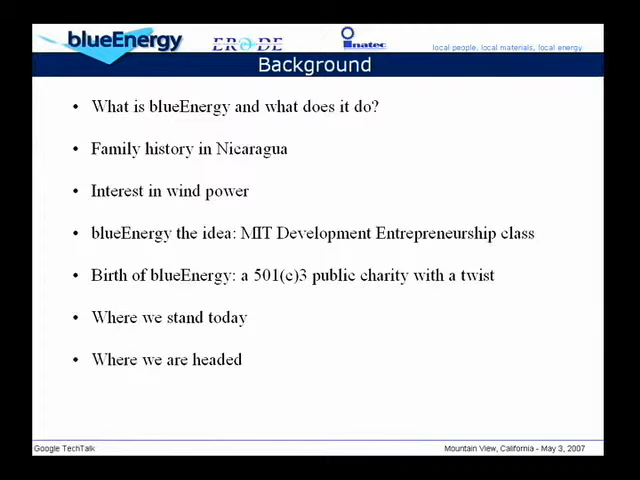 blueEnergy
ERODE
inatec
local people, local materials, local energy
Background
• What is blueEnergy and what does it do?
• Family history in Nicaragua
• Interest in wind power
• blueEnergy the idea: MIT Development Entrepreneurship class
• Birth of blueEnergy: a 501(c)3 public charity with a twist
• Where we stand today
• Where we are headed
Google TechTalk
Mountain View, California - May 3, 2007